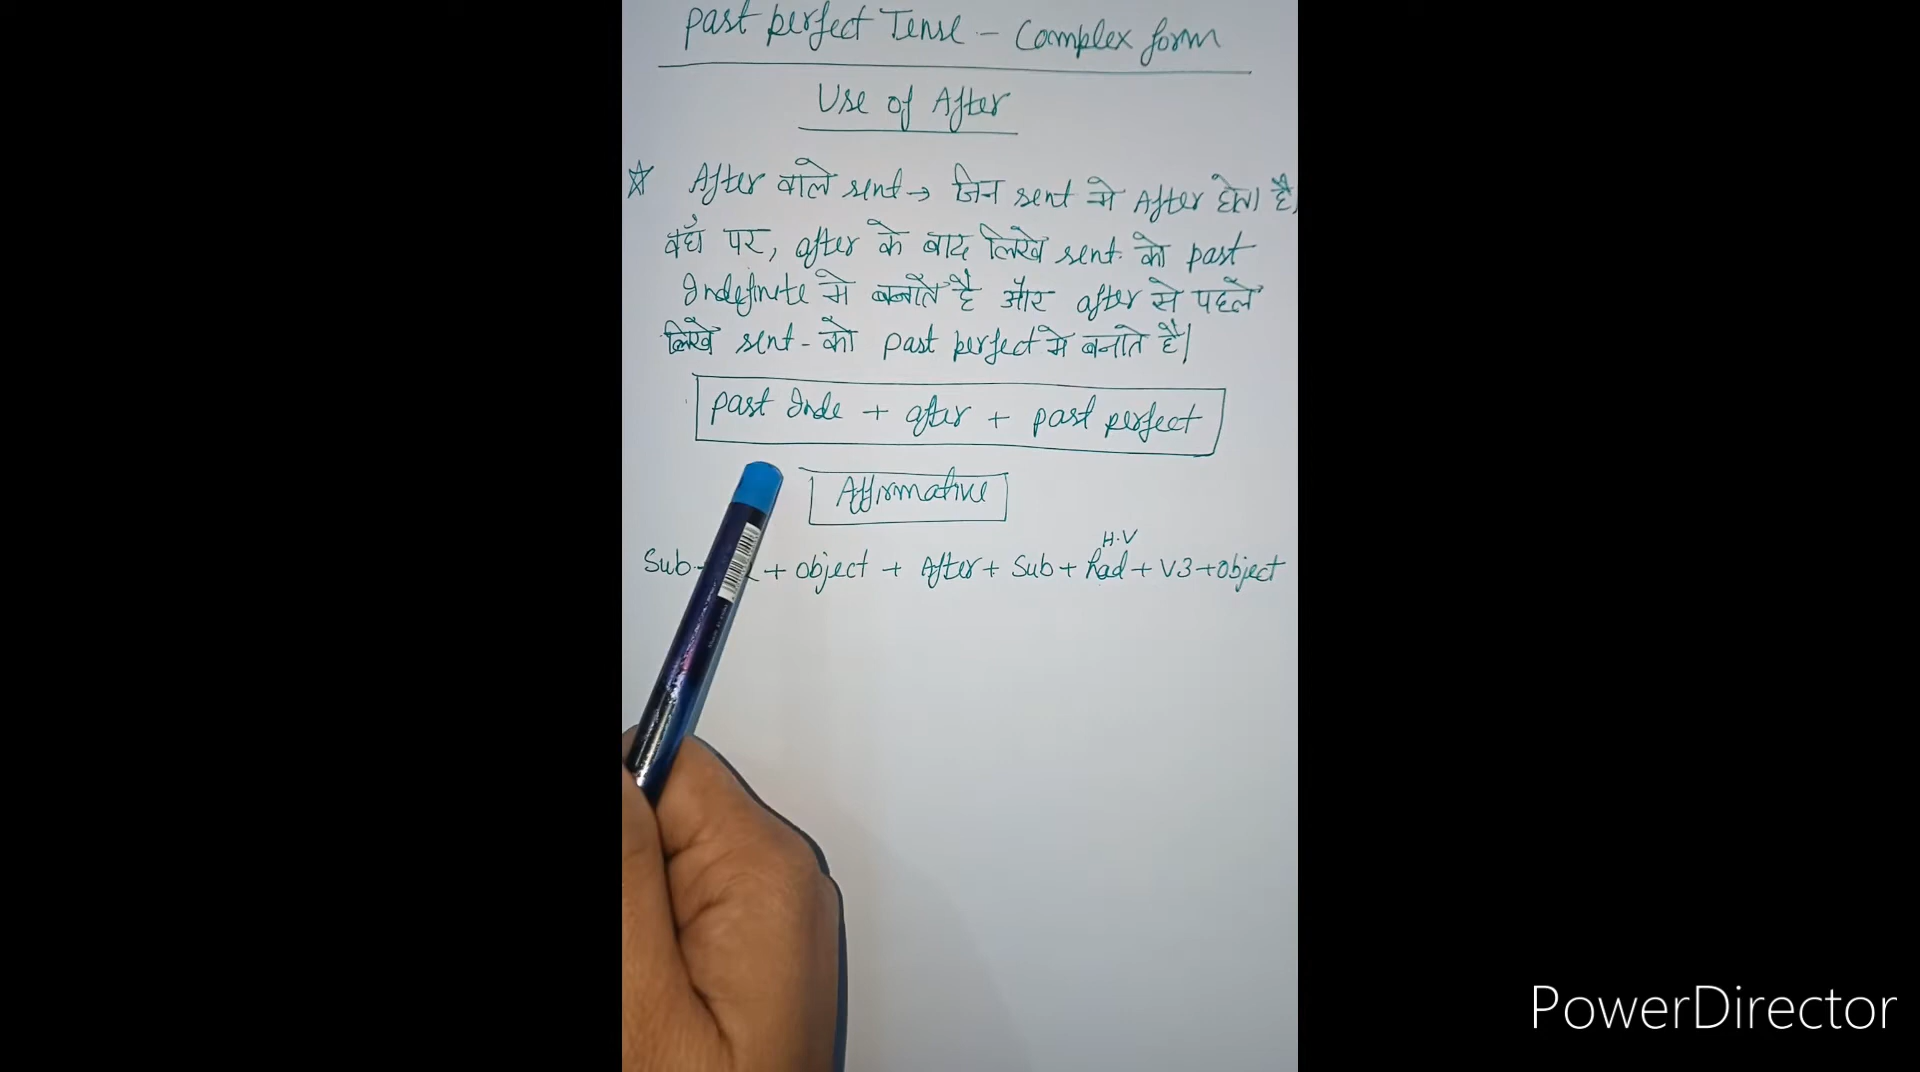 Past perfect Tense - Complex form
Use of After
☆ After वाले sent → जिन sent मे After होता है,
वहाँ पर, after के बाद लिखे sent. को past
Indefinite मे बनाते है और after से पहले
लिखे sent - को past perfect मे बनाते है।
past Inde + after + past perfect
Affirmative
H.V
Sub + object + After + Sub + had + V3 + object
PowerDirector